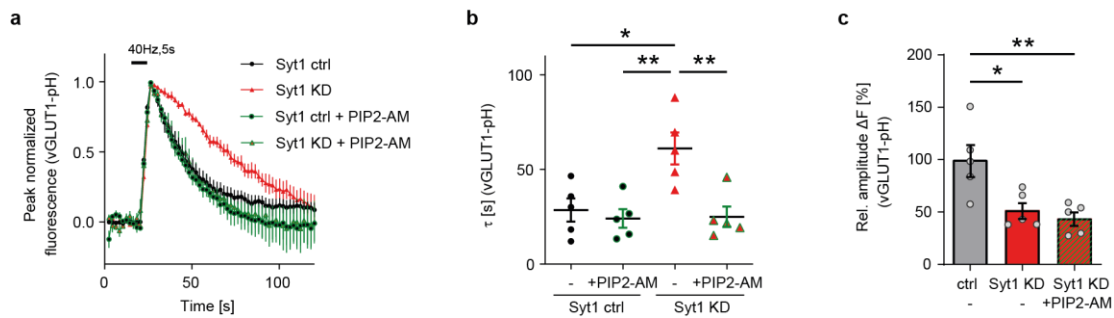 a
40Hz,5s
Syt1 ctrl
Syt1 KD
Syt1 ctrl + PIP2-AM
Syt1 KD + PIP2-AM
Peak normalized
fluorescence (vGLUT1-pH)
1.0
0.5
0.0
0
50
100
Time [s]
b
*
**
**
τ [s] (vGLUT1-pH)
100
50
0
- +PIP2-AM - +PIP2-AM
Syt1 ctrl Syt1 KD
c
**
*
Rel. amplitude ΔF [%]
(vGLUT1-pH)
200
150
100
50
0
ctrl Syt1 KD Syt1 KD
- - +PIP2-AM